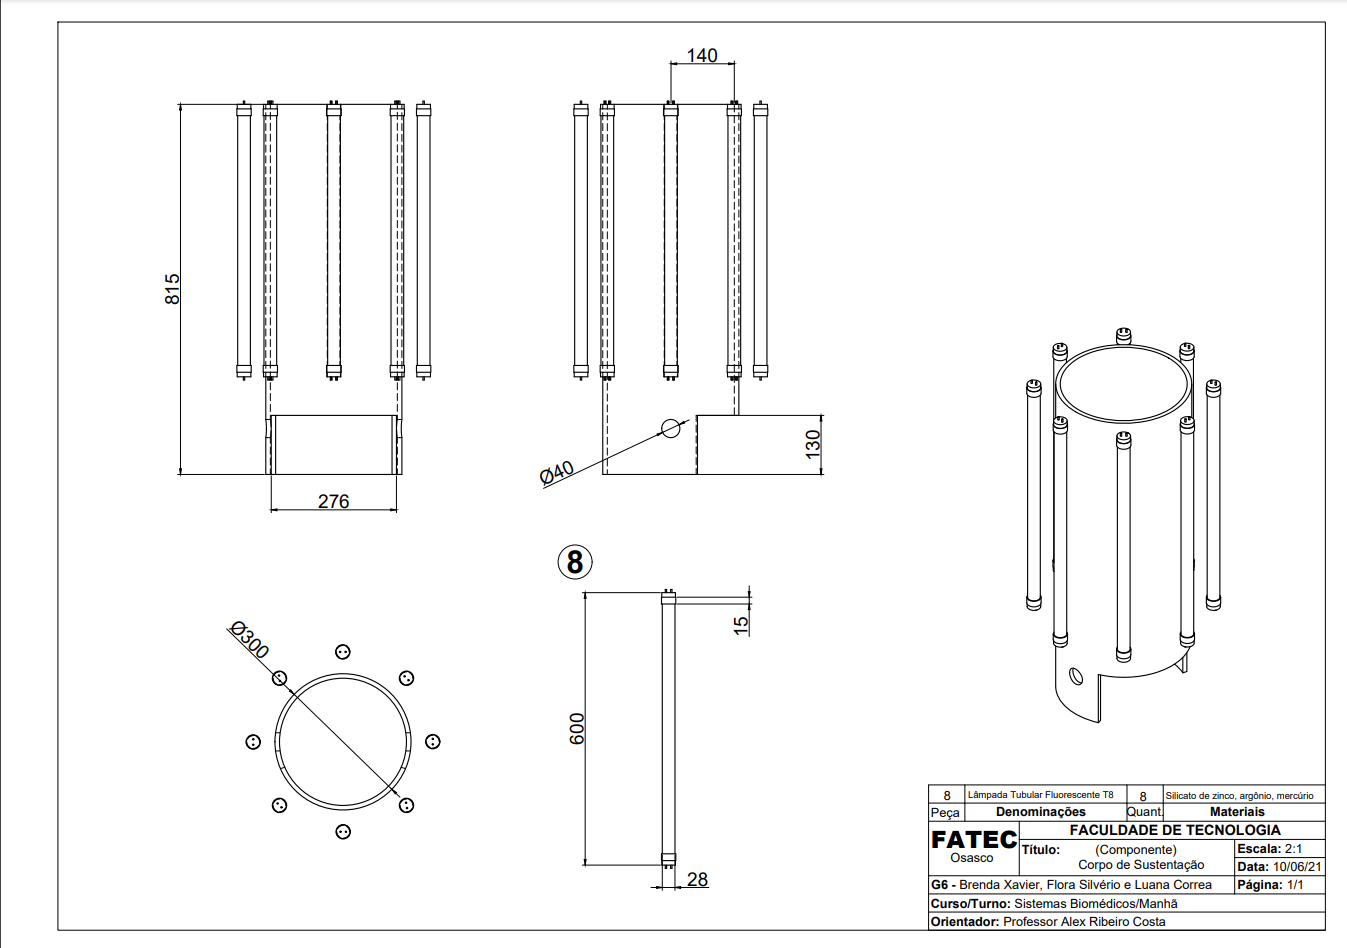 140
815
276
Ø40
130
8
Ø300
15
600
28
8 Lâmpada Tubular Fluorescente T8 8 Silicato de zinco, argônio, mercúrio
Peça Denominações Quant. Materiais
FATEC
Osasco
FACULDADE DE TECNOLOGIA
Título: (Componente)
Corpo de Sustentação
Escala: 2:1
Data: 10/06/21
G6 - Brenda Xavier, Flora Silvério e Luana Correa
Página: 1/1
Curso/Turno: Sistemas Biomédicos/Manhã
Orientador: Professor Alex Ribeiro Costa